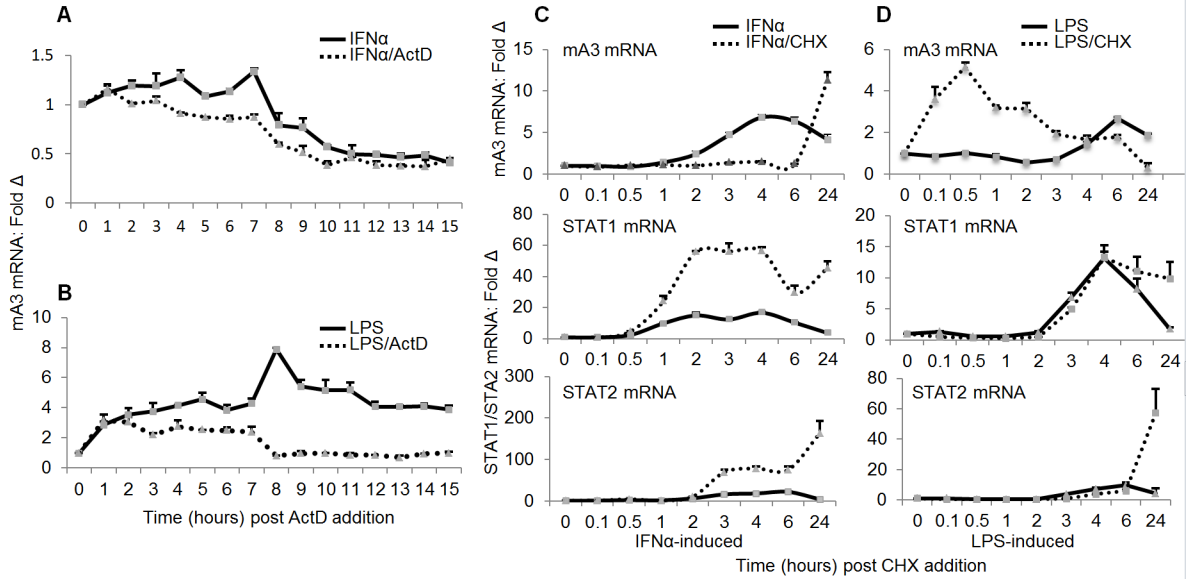 A
IFNα
IFNα/ActD
1.5
1
0.5
0
0 1 2 3 4 5 6 7 8 9 10 11 12 13 14 15
mA3 mRNA: Fold Δ
B
LPS
LPS/ActD
10
8
6
4
2
0
0 1 2 3 4 5 6 7 8 9 10 11 12 13 14 15
Time (hours) post ActD addition
C
IFNα
IFNα/CHX
mA3 mRNA
mA3 mRNA: Fold Δ
15
10
5
0
0 0.1 0.5 1 2 3 4 6 24
STAT1 mRNA
STAT1/STA2 mRNA: Fold Δ
80
60
40
20
0
0 0.1 0.5 1 2 3 4 6 24
STAT2 mRNA
300
200
100
0
0 0.1 0.5 1 2 3 4 6 24
IFNα-induced
D
LPS
LPS/CHX
mA3 mRNA
6
4
2
0
0 0.1 0.5 1 2 3 4 6 24
STAT1 mRNA
20
15
10
5
0
0 0.1 0.5 1 2 3 4 6 24
STAT2 mRNA
80
60
40
20
0
0 0.1 0.5 1 2 3 4 6 24
LPS-induced
Time (hours) post CHX addition